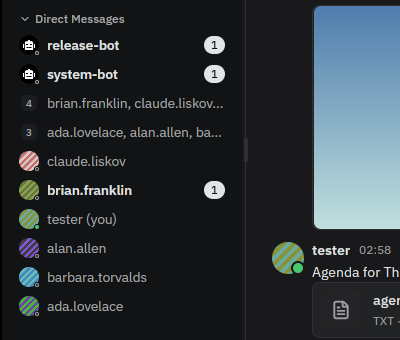 Direct Messages
release-bot 1
system-bot 1
4 brian.franklin, claude.liskov...
3 ada.lovelace, alan.allen, ba...
claude.liskov
brian.franklin 1
tester (you)
alan.allen
barbara.torvalds
ada.lovelace
tester 02:58
Agenda for Th
agen
TXT